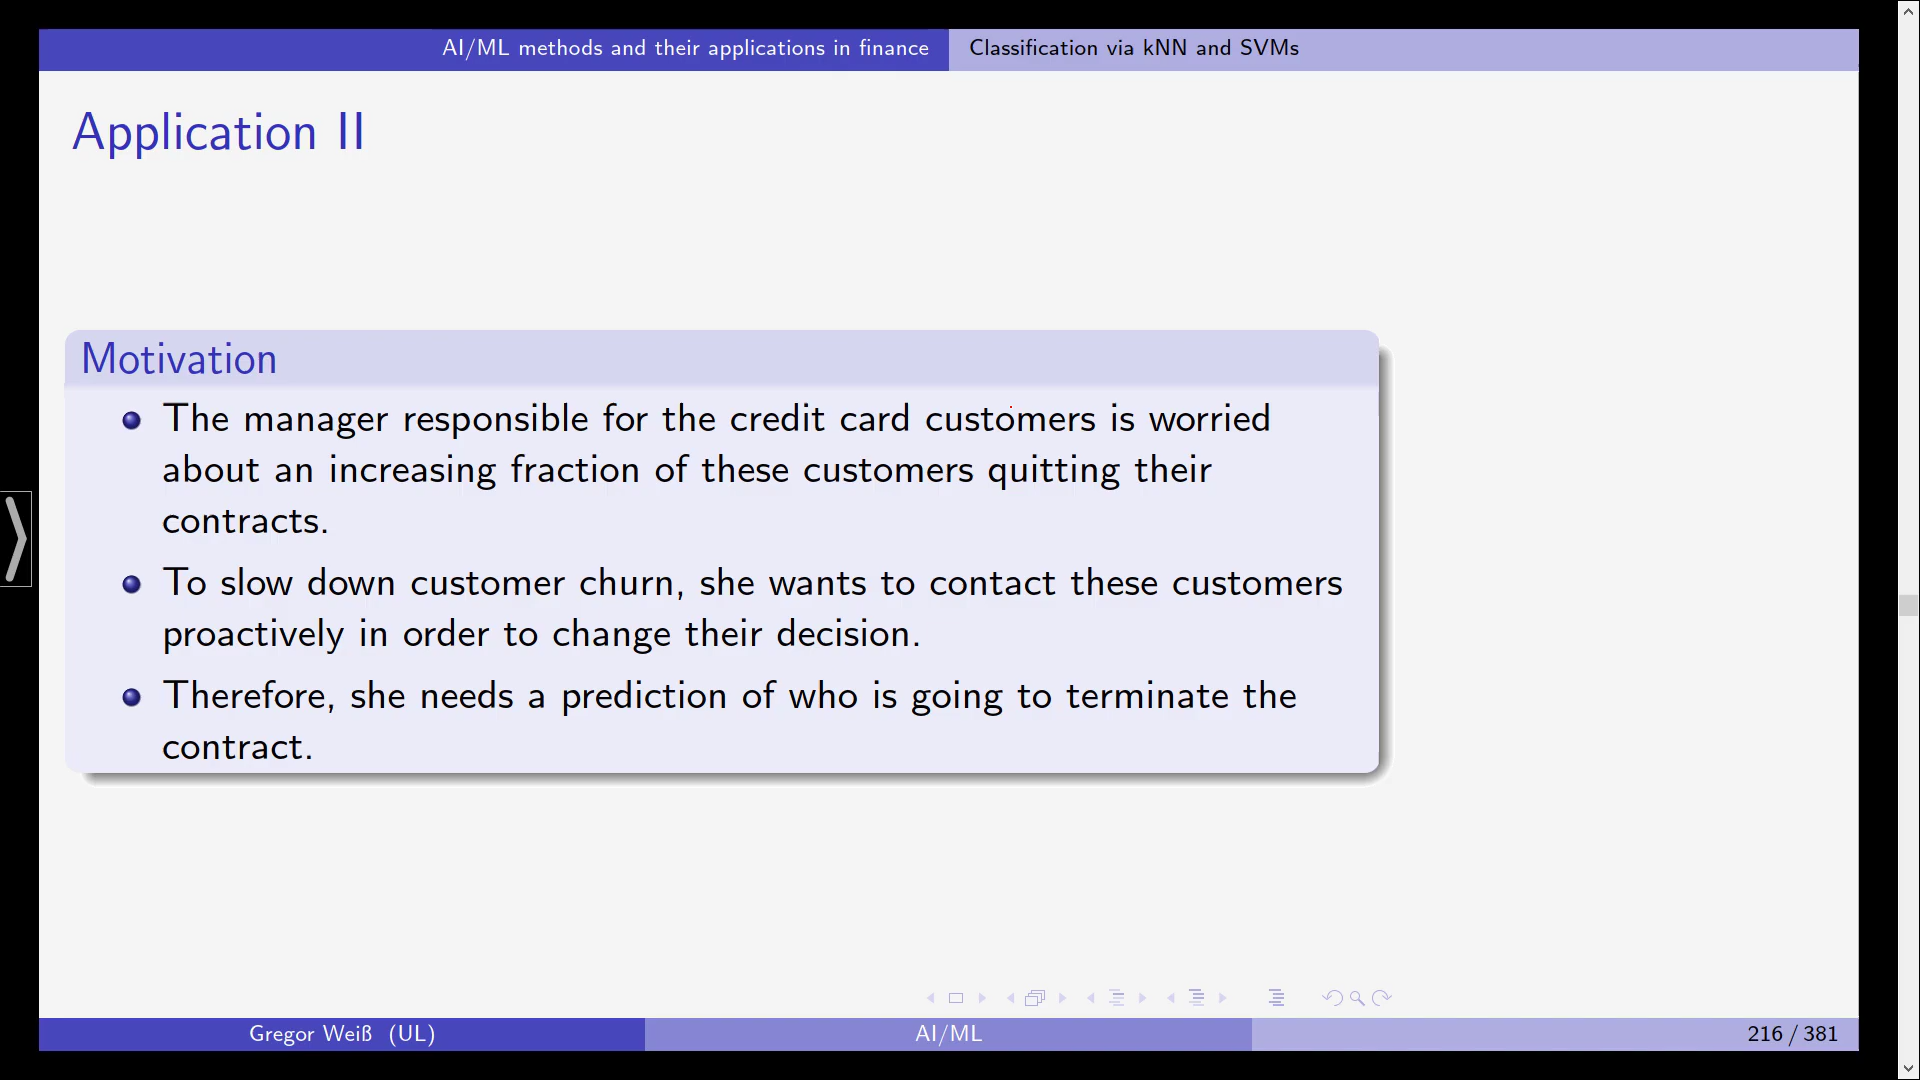 AI/ML methods and their applications in finance
Classification via kNN and SVMs
Application II
Motivation
The manager responsible for the credit card customers is worried
about an increasing fraction of these customers quitting their
contracts.
To slow down customer churn, she wants to contact these customers
proactively in order to change their decision.
Therefore, she needs a prediction of who is going to terminate the
contract.
Gregor Weiß (UL)
AI/ML
216 / 381